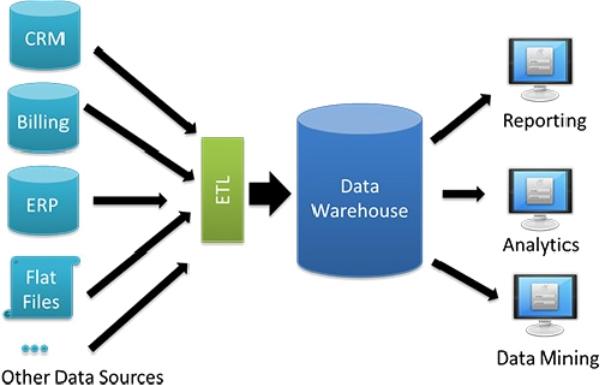 CRM
Billing
ERP
Flat
Files
Other Data Sources
ETL
Data
Warehouse
Reporting
Analytics
Data Mining